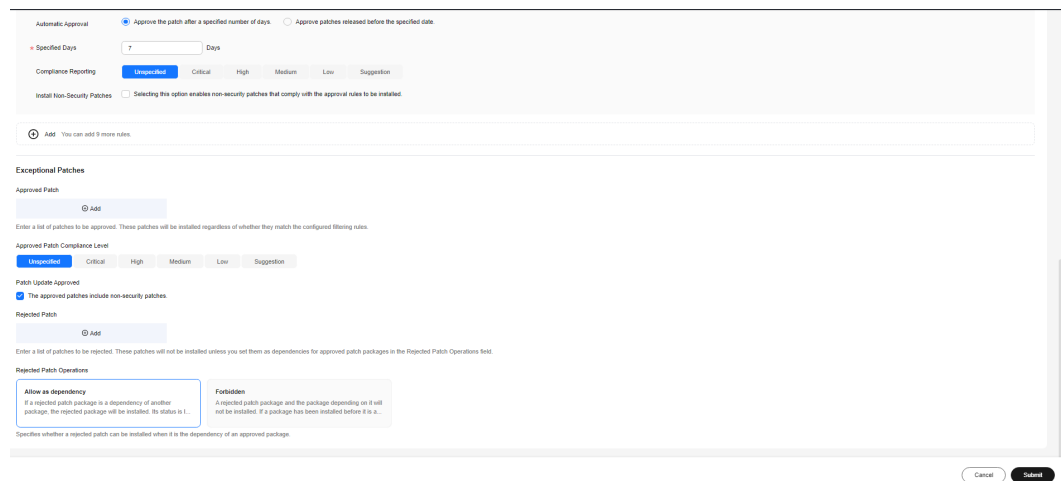 Automatic Approval
Approve the patch after a specified number of days. Approve patches released before the specified date.
* Specified Days 7 Days
Compliance Reporting Unspecified Critical High Medium Low Suggestion
Install Non-Security Patches Selecting this option enables non-security patches that comply with the approval rules to be installed.
Add You can add 9 more rules.
Exceptional Patches
Approved Patch
Add
Enter a list of patches to be approved. These patches will be installed regardless of whether they match the configured filtering rules.
Approved Patch Compliance Level
Unspecified Critical High Medium Low Suggestion
Patch Update Approved
The approved patches include non-security patches.
Rejected Patch
Add
Enter a list of patches to be rejected. These patches will not be installed unless you set them as dependencies for approved patch packages in the Rejected Patch Operations field.
Rejected Patch Operations
Allow as dependency
If a rejected patch package is a dependency of another
package, the rejected package will be installed. Its status is I...
Forbidden
A rejected patch package and the package depending on it will
not be installed. If a package has been installed before it is a...
Specifies whether a rejected patch can be installed when it is the dependency of an approved package.
Cancel Submit